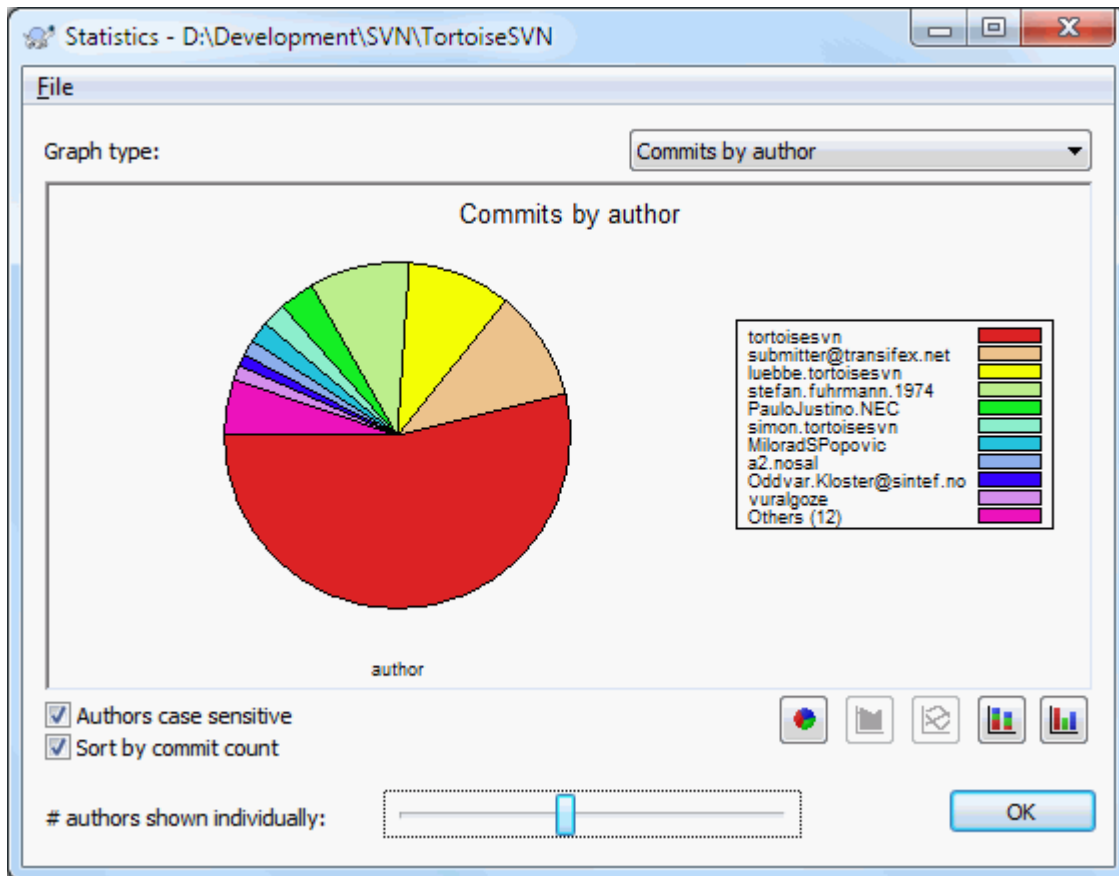 Statistics - D:\Development\SVN\TortoiseSVN
File
Graph type:
Commits by author
Commits by author
tortoisesvn
submitter@transifex.net
luebbe.tortoisesvn
stefan.fuhrmann.1974
PauloJustino.NEC
simon.tortoisesvn
MiloradSPopovic
a2.nosal
Oddvar.Kloster@sintef.no
vuralgoze
Others (12)
author
Authors case sensitive
Sort by commit count
# authors shown individually:
OK